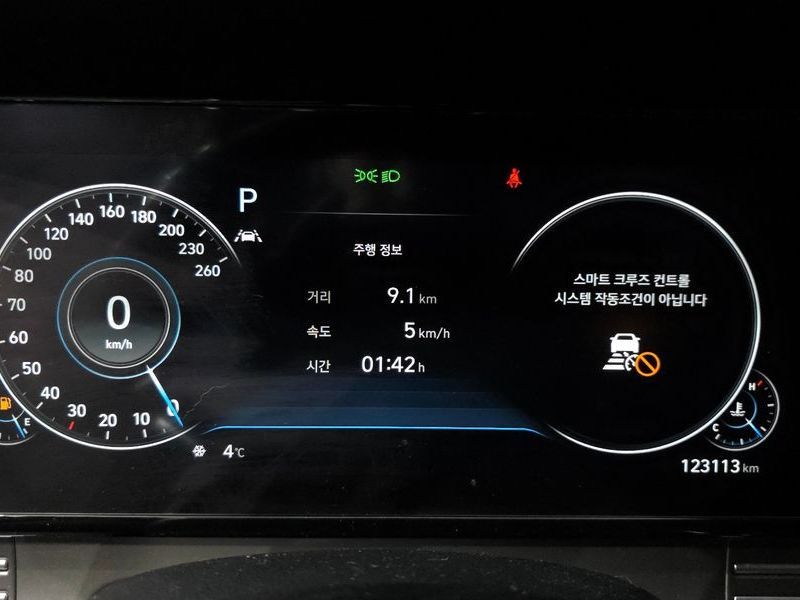 P
160
140 180
120 200
100 230
80 260
70
60
50
40
30
20
10
0
0
km/h
E
주행 정보
거리 9.1 km
속도 5 km/h
시간 01:42 h
스마트 크루즈 컨트롤
시스템 작동조건이 아닙니다
H
C
4℃
123113 km